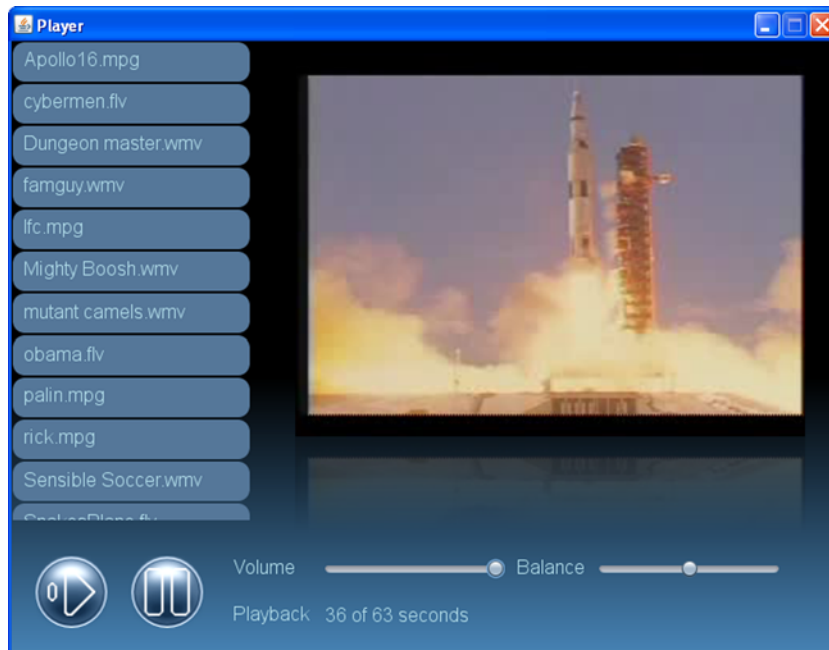 Player
Apollo16.mpg
cybermen.flv
Dungeon master.wmv
famguy.wmv
lfc.mpg
Mighty Boosh.wmv
mutant camels.wmv
obama.flv
palin.mpg
rick.mpg
Sensible Soccer.wmv
Volume
Balance
Playback 36 of 63 seconds